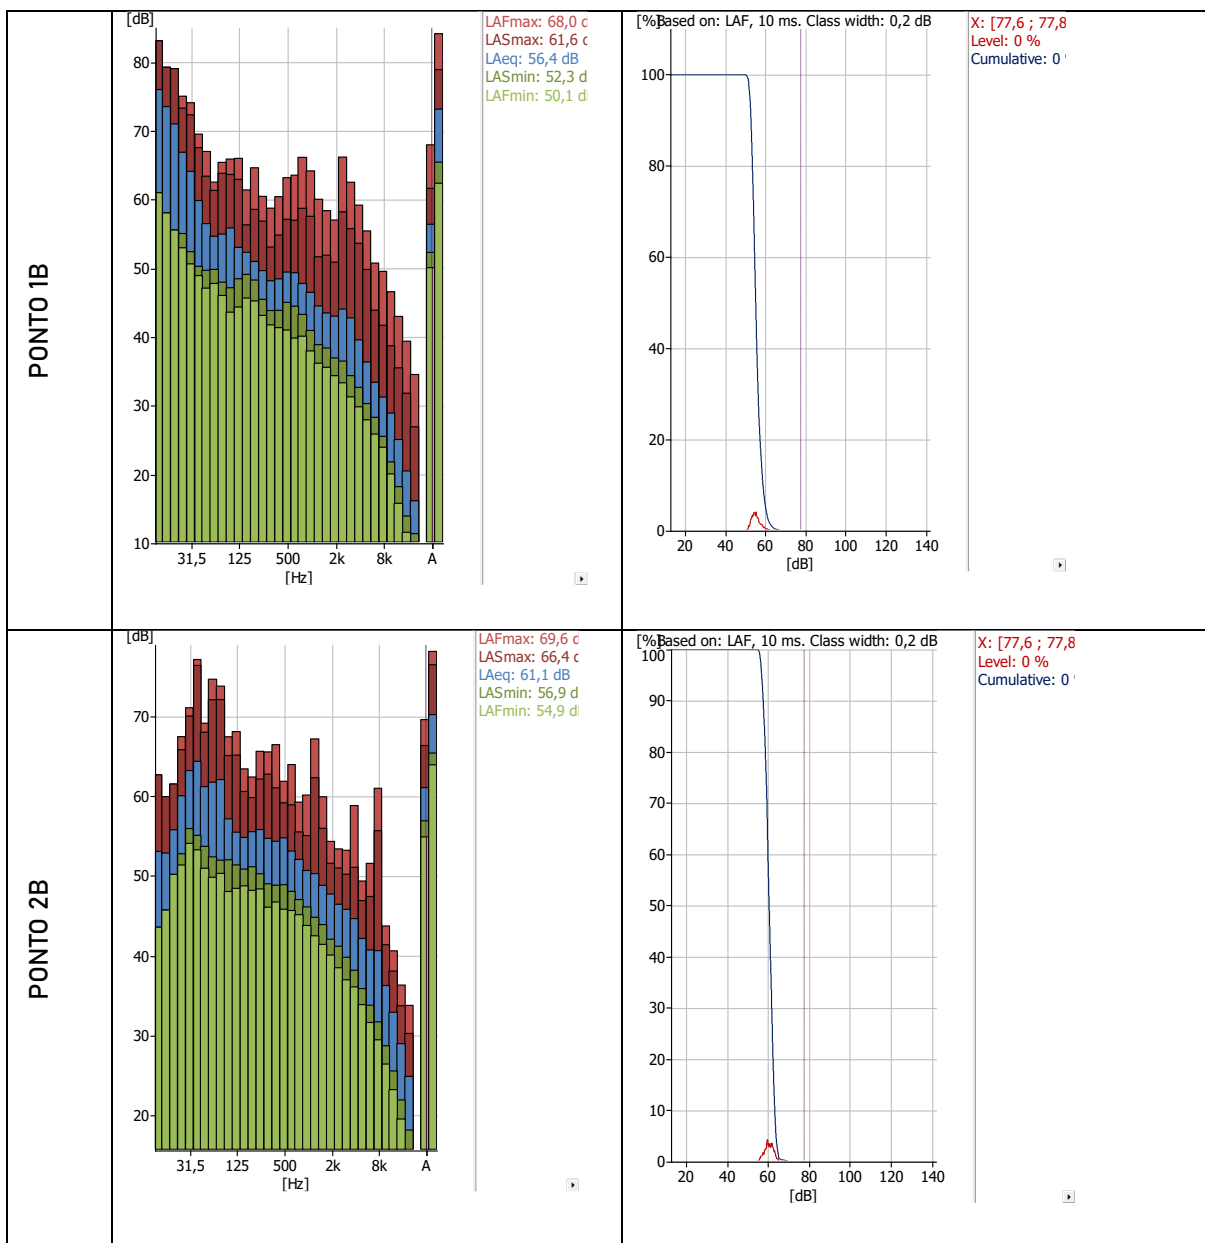 PONTO 1B
[dB]
80
70
60
50
40
30
20
10
31,5 125 500 2k 8k A
[Hz]
LAFmax: 68,0 d
LASmax: 61,6 d
LAeq: 56,4 dB
LASmin: 52,3 d
LAFmin: 50,1 d
[%]Based on: LAF, 10 ms. Class width: 0,2 dB
100
80
60
40
20
0
20 40 60 80 100 120 140
[dB]
X: [77,6 ; 77,8
Level: 0 %
Cumulative: 0
PONTO 2B
[dB]
70
60
50
40
30
20
31,5 125 500 2k 8k A
[Hz]
LAFmax: 69,6 d
LASmax: 66,4 d
LAeq: 61,1 dB
LASmin: 56,9 d
LAFmin: 54,9 d
[%]Based on: LAF, 10 ms. Class width: 0,2 dB
100
90
80
70
60
50
40
30
20
10
0
20 40 60 80 100 120 140
[dB]
X: [77,6 ; 77,8
Level: 0 %
Cumulative: 0